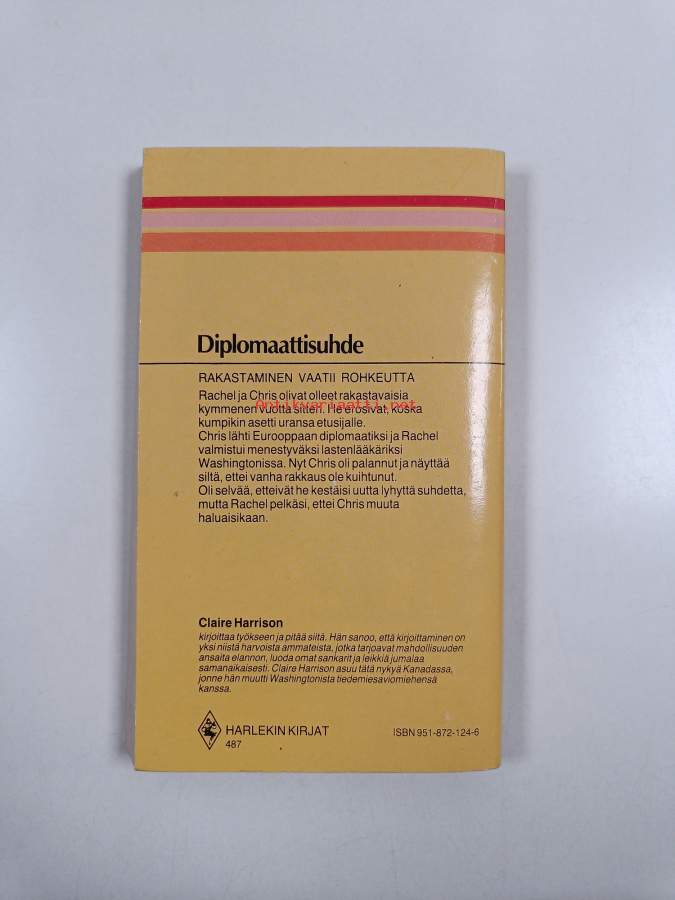 Diplomaattisuhde
RAKASTAMINEN VAATII ROHKEUTTA
Rachel ja Chris olivat olleet rakastavaisia
Antikvariaatti.net
kymmenen vuotta sitten. He erosivat, koska
kumpikin asetti uransa etusijalle.
Chris lähti Eurooppaan diplomaatiksi ja Rachel
valmistui menestyväksi lastenlääkäriksi
Washingtonissa. Nyt Chris oli palannut ja näyttää
siltä, ettei vanha rakkaus ole kuihtunut.
Oli selvää, etteivät he kestäisi uutta lyhyttä suhdetta,
mutta Rachel pelkäsi, ettei Chris muuta
haluaisikaan.
Claire Harrison
kirjoittaa työkseen ja pitää siitä. Hän sanoo, että kirjoittaminen on
yksi niistä harvoista ammateista, jotka tarjoavat mahdollisuuden
ansaita elannon, luoda omat sankarit ja leikkiä jumalaa
samanaikaisesti. Claire Harrison asuu tätä nykyä Kanadassa,
jonne hän muutti Washingtonista tiedemiesaviomiehensä
kanssa.
HARLEKIN KIRJAT
487
ISBN 951-872-124-6